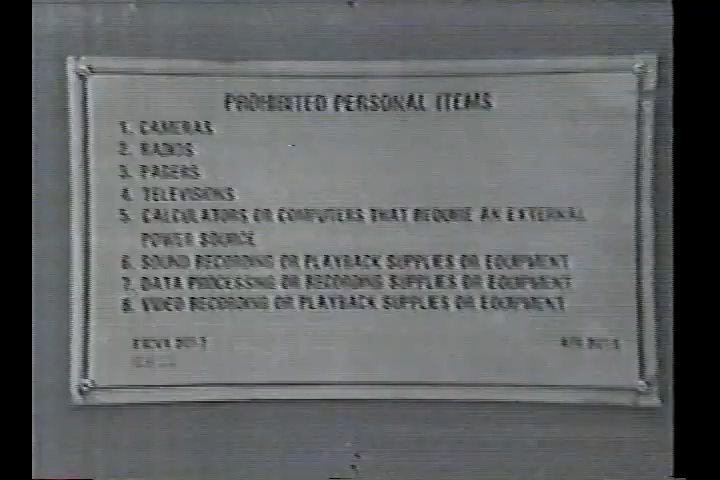 PROHIBITED PERSONAL ITEMS
1. CAMERAS
2. RADIOS
3. PAGERS
4. TELEVISIONS
5. CALCULATORS OR COMPUTERS THAT REQUIRE AN EXTERNAL
POWER SOURCE
6. SOUND RECORDING OR PLAYBACK SUPPLIES OR EQUIPMENT
7. DATA PROCESSING OR RECORDING SUPPLIES OR EQUIPMENT
8. VIDEO RECORDING OR PLAYBACK SUPPLIES OR EQUIPMENT